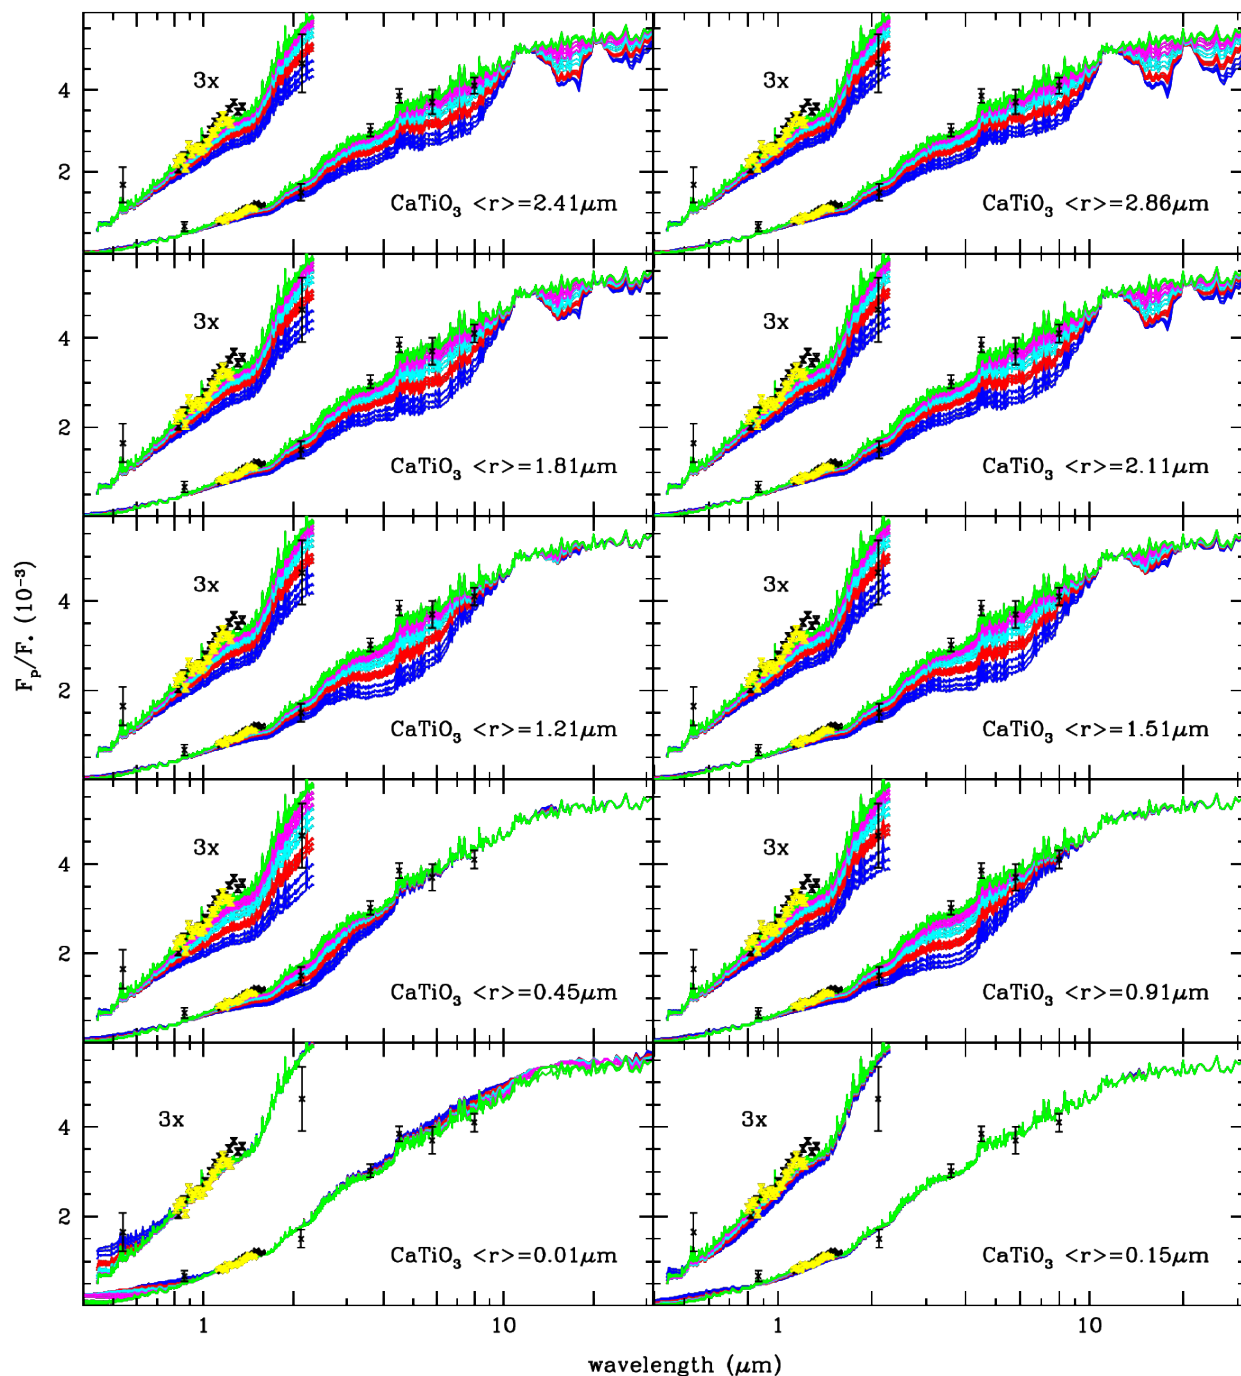 3x
3x
4
2
CaTiO₃ <r>=2.41μm
CaTiO₃ <r>=2.86μm
3x
3x
4
2
CaTiO₃ <r>=1.81μm
CaTiO₃ <r>=2.11μm
3x
3x
4
2
CaTiO₃ <r>=1.21μm
CaTiO₃ <r>=1.51μm
Fₚ/F. (10⁻³)
3x
3x
4
2
CaTiO₃ <r>=0.45μm
CaTiO₃ <r>=0.91μm
3x
3x
4
2
CaTiO₃ <r>=0.01μm
CaTiO₃ <r>=0.15μm
1 10 1 10
wavelength (μm)